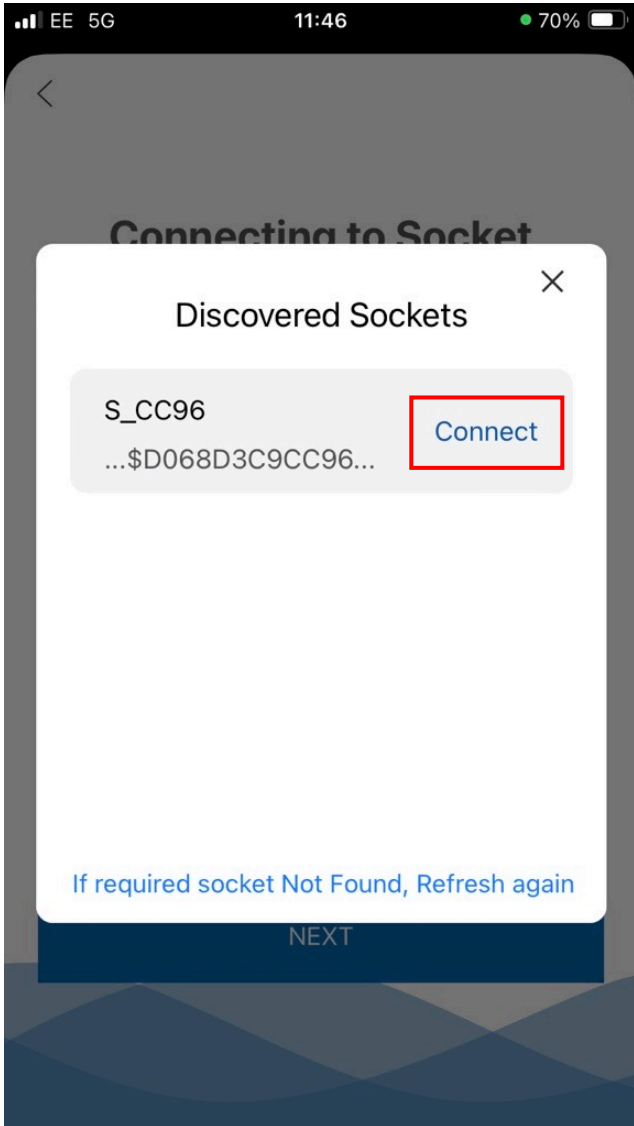 EE 5G 11:46 70%
Connecting to Socket
Discovered Sockets
S_CC96
Connect
...$D068D3C9CC96...
If required socket Not Found, Refresh again
NEXT